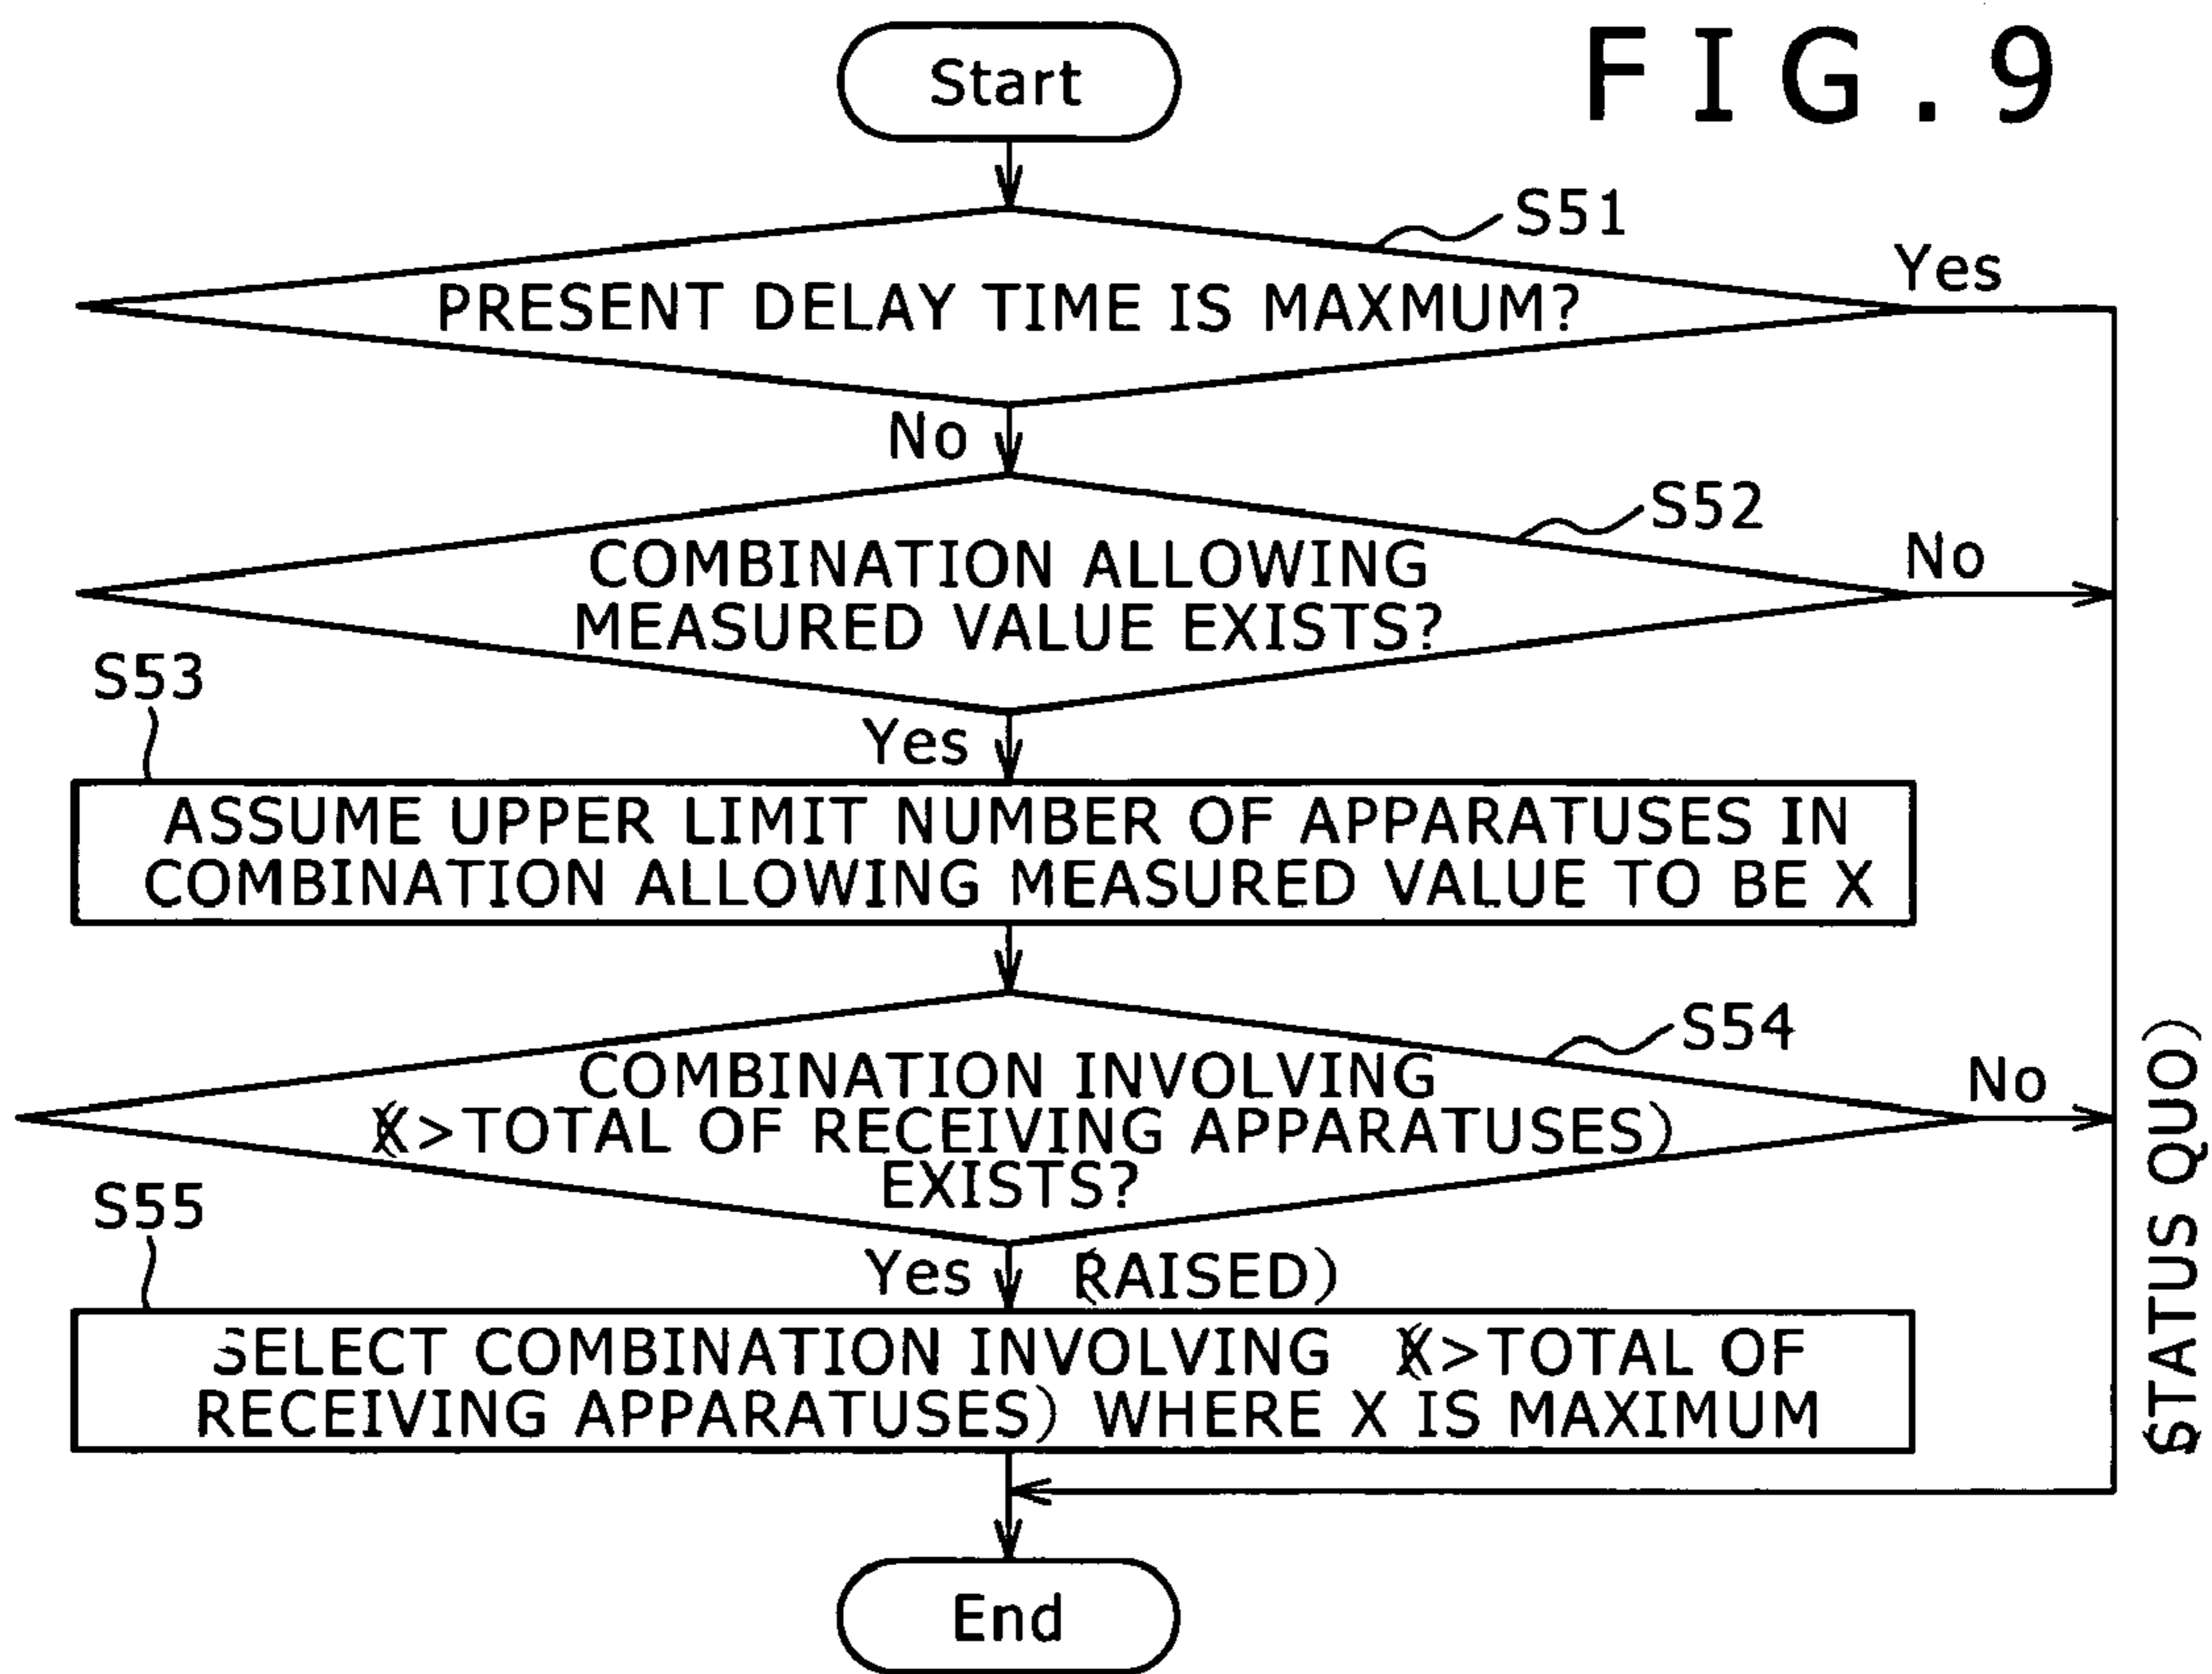 FIG.9
Start
S51
PRESENT DELAY TIME IS MAXMUM?
Yes
No
S52
COMBINATION ALLOWING
MEASURED VALUE EXISTS?
No
Yes
S53
ASSUME UPPER LIMIT NUMBER OF APPARATUSES IN
COMBINATION ALLOWING MEASURED VALUE TO BE X
S54
COMBINATION INVOLVING
(X>TOTAL OF RECEIVING APPARATUSES)
EXISTS?
No
Yes
(RAISED)
S55
SELECT COMBINATION INVOLVING (X>TOTAL OF
RECEIVING APPARATUSES) WHERE X IS MAXIMUM
(STATUS QUO)
End